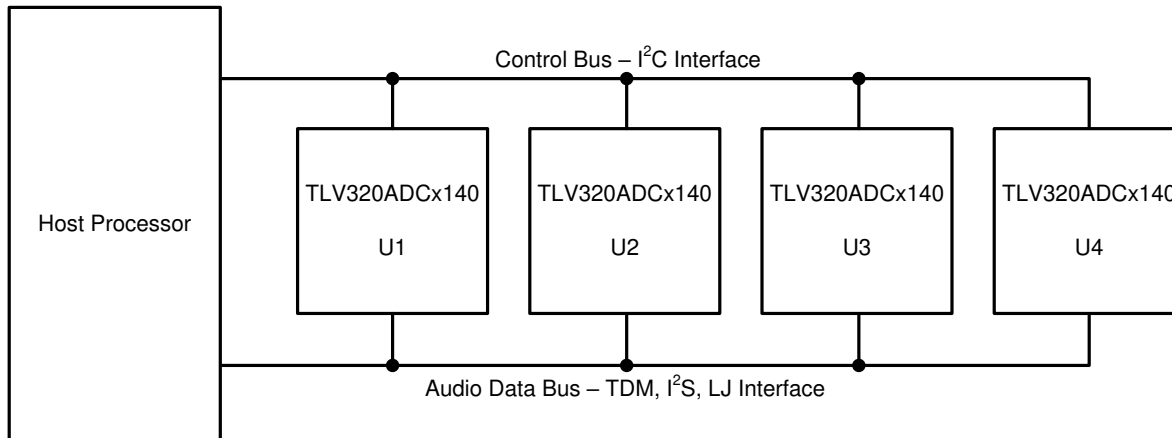 Control Bus – I²C Interface
TLV320ADCx140
U1
TLV320ADCx140
U2
TLV320ADCx140
U3
TLV320ADCx140
U4
Host Processor
Audio Data Bus – TDM, I²S, LJ Interface